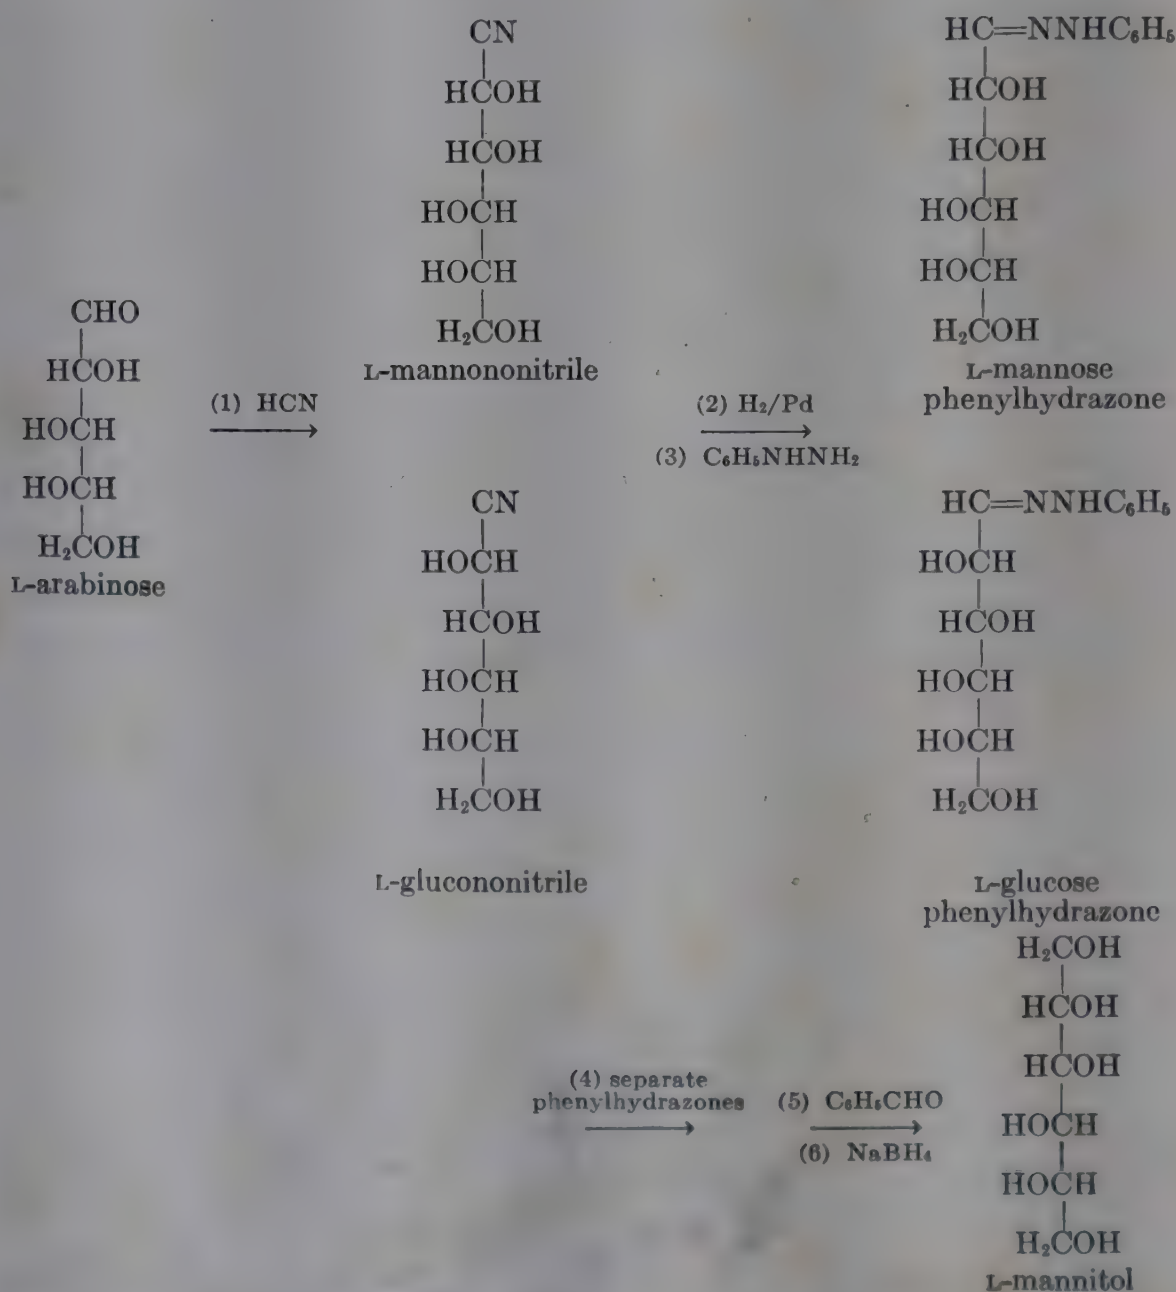 CN
HCOH
HCOH
HOCH
HOCH
H₂COH
L-mannononitrile
HC=NNHC₆H₅
HCOH
HCOH
HOCH
HOCH
H₂COH
L-mannose
phenylhydrazone
CHO
HCOH
HOCH
HOCH
H₂COH
L-arabinose
(1) HCN
(2) H₂/Pd
(3) C₆H₅NHNH₂
CN
HOCH
HCOH
HOCH
HOCH
H₂COH
L-glucononitrile
HC=NNHC₆H₅
HOCH
HCOH
HOCH
HOCH
H₂COH
L-glucose
phenylhydrazone
(4) separate
phenylhydrazones
(5) C₆H₅CHO
(6) NaBH₄
H₂COH
HCOH
HCOH
HOCH
HOCH
H₂COH
L-mannitol